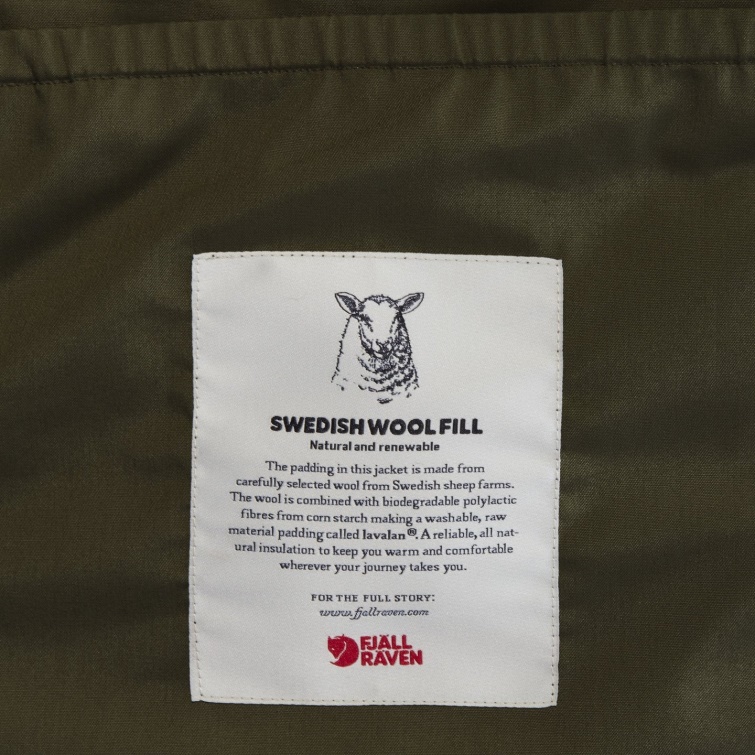 SWEDISH WOOL FILL
Natural and renewable
The padding in this jacket is made from
carefully selected wool from Swedish sheep farms.
The wool is combined with biodegradable polylactic
fibres from corn starch making a washable, raw
material padding called lavalan®. A reliable, all nat-
ural insulation to keep you warm and comfortable
wherever your journey takes you.
FOR THE FULL STORY:
www.fjallraven.com
FJÄLL
RÄVEN